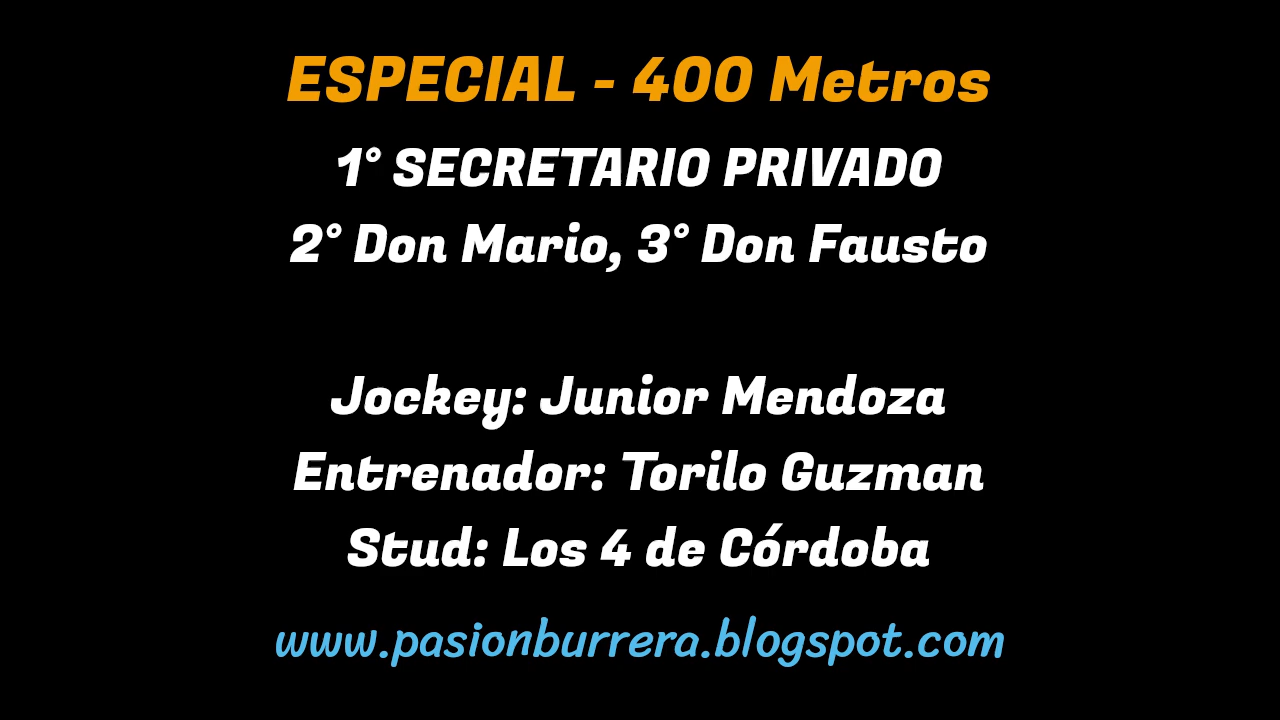 ESPECIAL - 400 Metros
1° SECRETARIO PRIVADO
2° Don Mario, 3° Don Fausto
Jockey: Junior Mendoza
Entrenador: Torilo Guzman
Stud: Los 4 de Córdoba
www.pasionburrera.blogspot.com